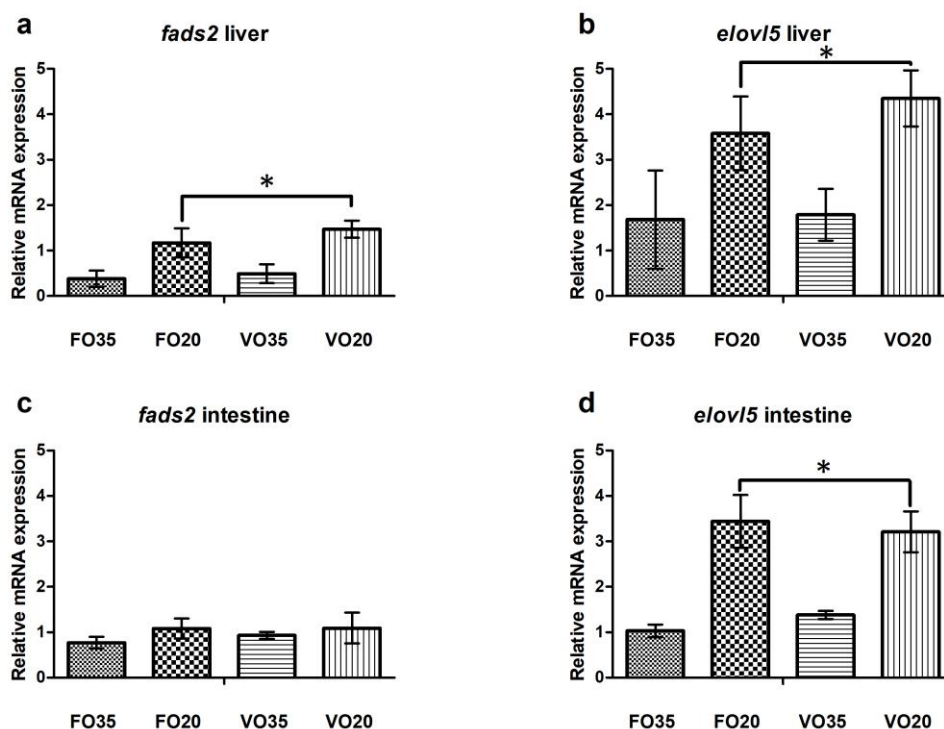 a
fads2 liver
Relative mRNA expression
5
4
3
2
1
0
*
FO35 FO20 VO35 VO20
b
elovl5 liver
Relative mRNA expression
5
4
3
2
1
0
*
FO35 FO20 VO35 VO20
c
fads2 intestine
Relative mRNA expression
5
4
3
2
1
0
FO35 FO20 VO35 VO20
d
elovl5 intestine
Relative mRNA expression
5
4
3
2
1
0
*
FO35 FO20 VO35 VO20